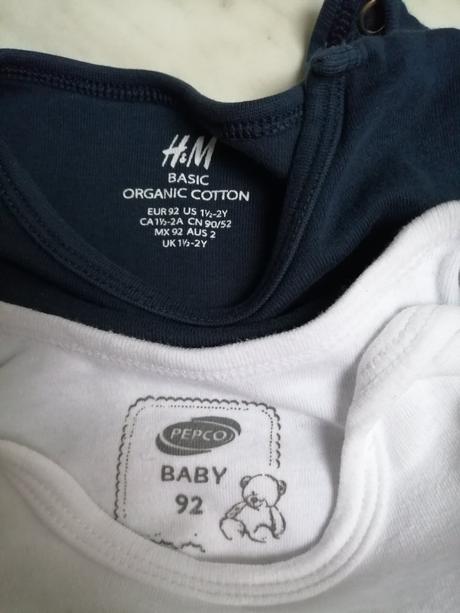 H&M
BASIC
ORGANIC COTTON
EUR 92 US 1½-2Y
CA 1½-2A CN 90/52
MX 92 AUS 2
UK 1½-2Y
PEPCO
BABY
92